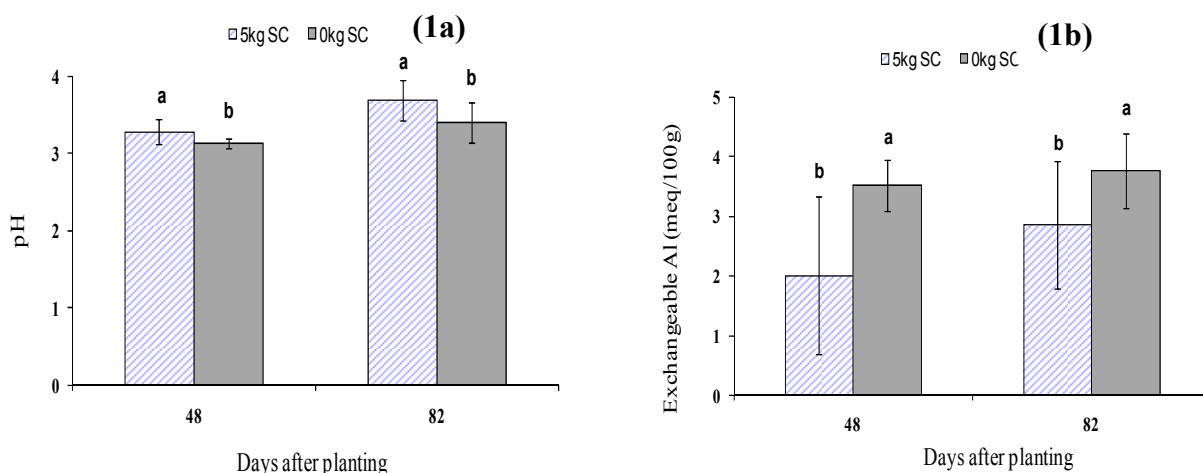 5kg SC 0kg SC (1a)
4
3
2
1
0
pH
a
b
a
b
48 82
Days after planting
(1b)
5kg SC 0kg SC
5
4
3
2
1
0
Exchangeable Al (meq/100g)
b
a
b
a
48 82
Days after planting